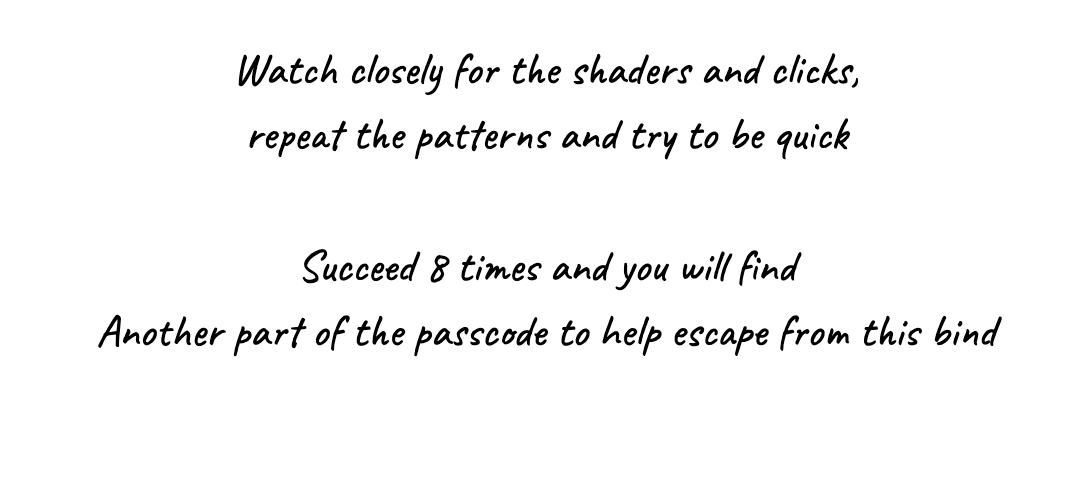 Watch closely for the shaders and clicks,
repeat the patterns and try to be quick
Succeed 8 times and you will find
Another part of the passcode to help escape from this bind